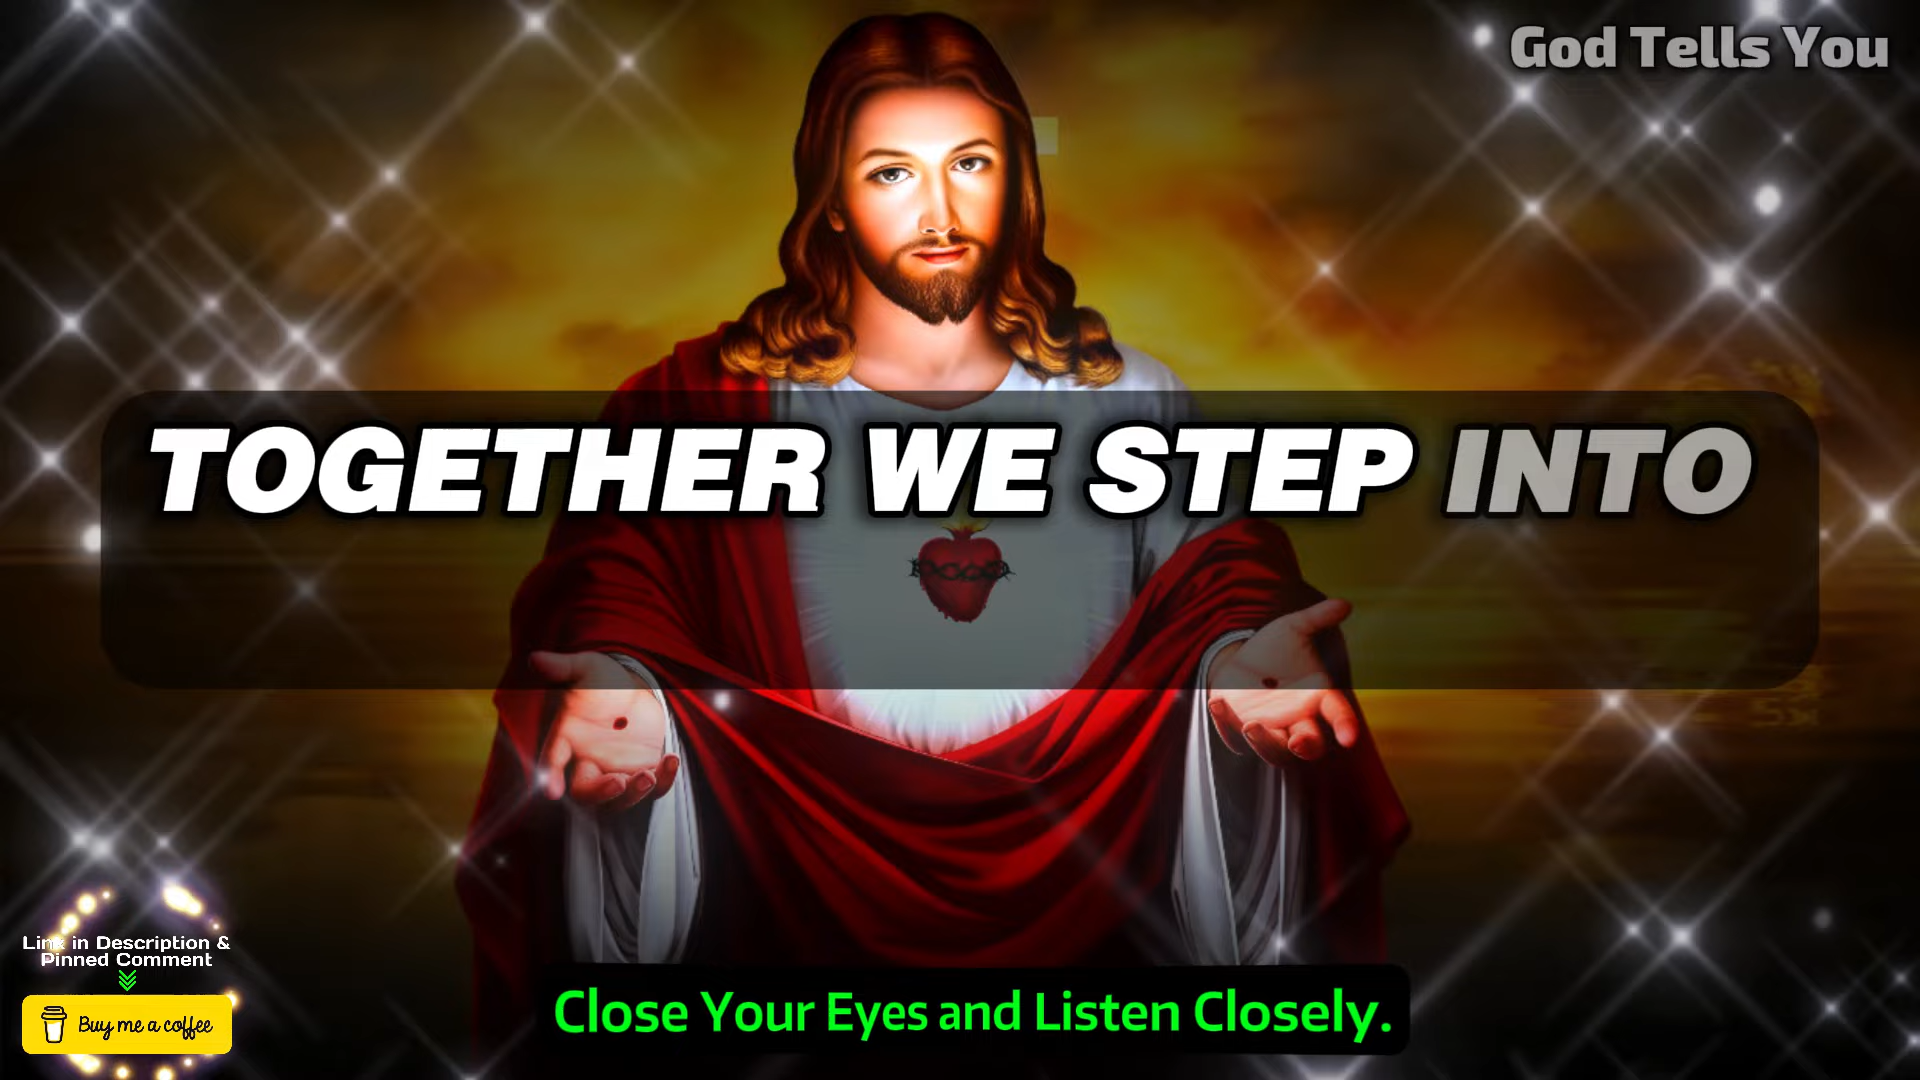 God Tells You
TOGETHER WE STEP INTO
Link in Description &
Pinned Comment
Buy me a coffee
Close Your Eyes and Listen Closely.